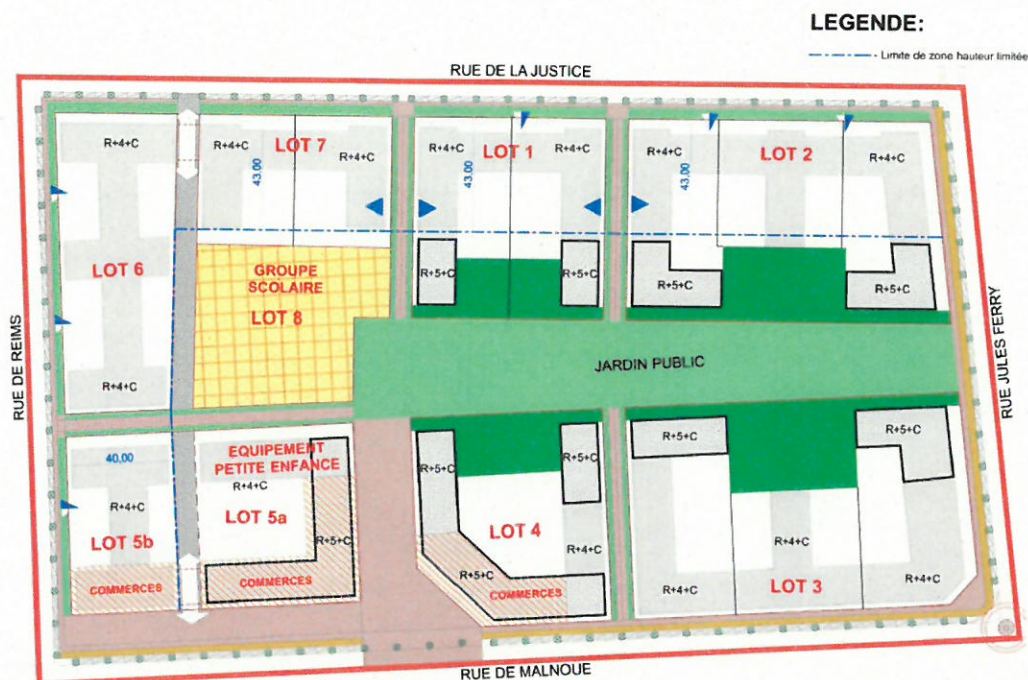 LEGENDE:
Limite de zone hauteur limitée
RUE DE LA JUSTICE
R+4+C
R+4+C
LOT 7
R+4+C
43.00
R+4+C
LOT 1
R+4+C
43.00
R+4+C
LOT 2
R+4+C
43.00
LOT 6
GROUPE
SCOLAIRE
LOT 8
R+5+C
R+5+C
R+5+C
R+5+C
RUE DE REIMS
JARDIN PUBLIC
RUE JULES FERRY
R+4+C
40,00
R+4+C
LOT 5b
COMMERCES
EQUIPEMENT
PETITE ENFANCE
R+4+C
LOT 5a
R+5+C
COMMERCES
R+5+C
R+5+C
LOT 4
R+4+C
R+5+C
COMMERCES
R+5+C
R+5+C
R+4+C
R+4+C
LOT 3
R+4+C
RUE DE MALNOUE